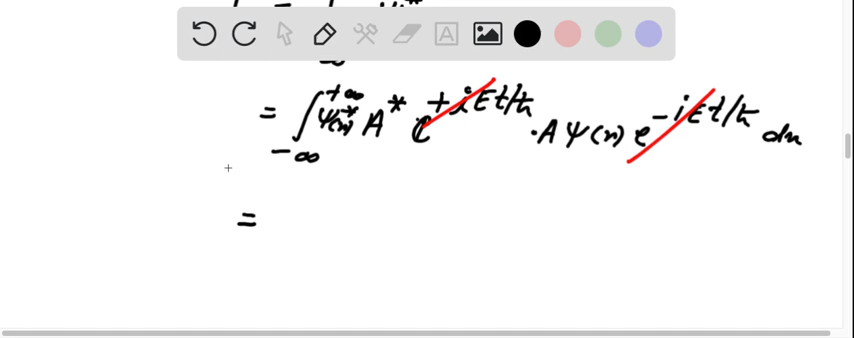 = ∫_{-∞}^{+∞} ψ(x)* A* e^{+iEt/ħ} · A ψ(x) e^{-iEt/ħ} dx
=